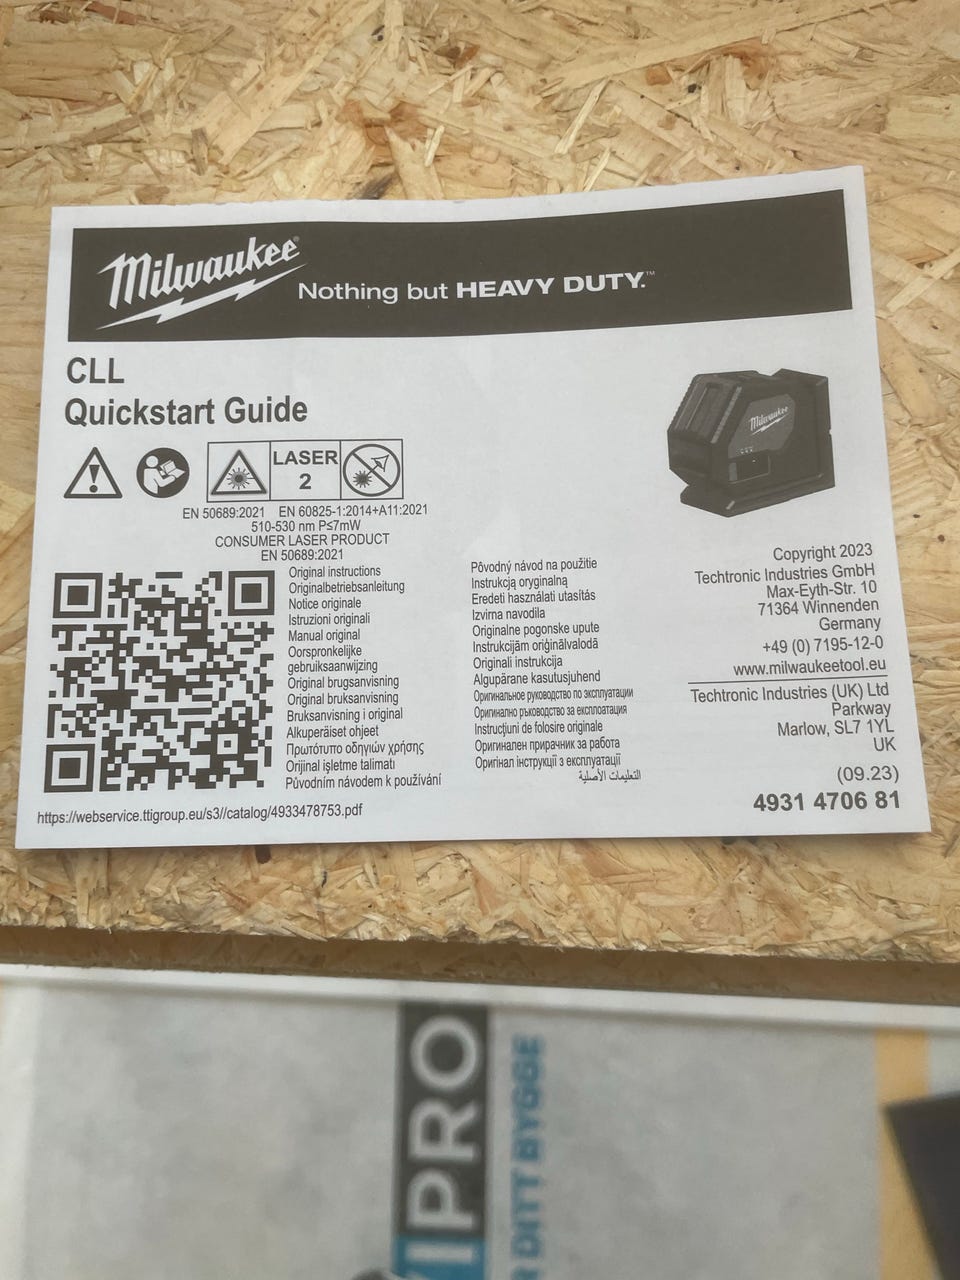 Milwaukee®
Nothing but HEAVY DUTY.™
CLL
Quickstart Guide
Milwaukee
LASER
2
EN 50689:2021 EN 60825-1:2014+A11:2021
510-530 nm P≤7mW
CONSUMER LASER PRODUCT
EN 50689:2021
Original instructions
Originalbetriebsanleitung
Notice originale
Istruzioni originali
Manual original
Oorspronkelijke
gebruiksaanwijzing
Original brugsanvisning
Original bruksanvisning
Bruksanvisning i original
Alkuperäiset ohjeet
Πρωτότυπο οδηγιών χρήσης
Orijinal işletme talimati
Původním návodem k používání
Pôvodný návod na použitie
Instrukcją oryginalną
Eredeti használati utasítás
Izvirna navodila
Originalne pogonske upute
Instrukcijām oriģinālvalodā
Originali instrukcija
Algupärane kasutusjuhend
Оригинальное руководство по эксплуатации
Оригинално ръководство за експлоатация
Instrucţiuni de folosire originale
Оригинален прирачник за работа
Оригінал інструкції з експлуатації
التعليمات الأصلية
https://webservice.ttigroup.eu/s3//catalog/4933478753.pdf
Copyright 2023
Techtronic Industries GmbH
Max-Eyth-Str. 10
71364 Winnenden
Germany
+49 (0) 7195-12-0
www.milwaukeetool.eu
Techtronic Industries (UK) Ltd
Parkway
Marlow, SL7 1YL
UK
(09.23)
4931 4706 81
PRO
DITT BYGGE